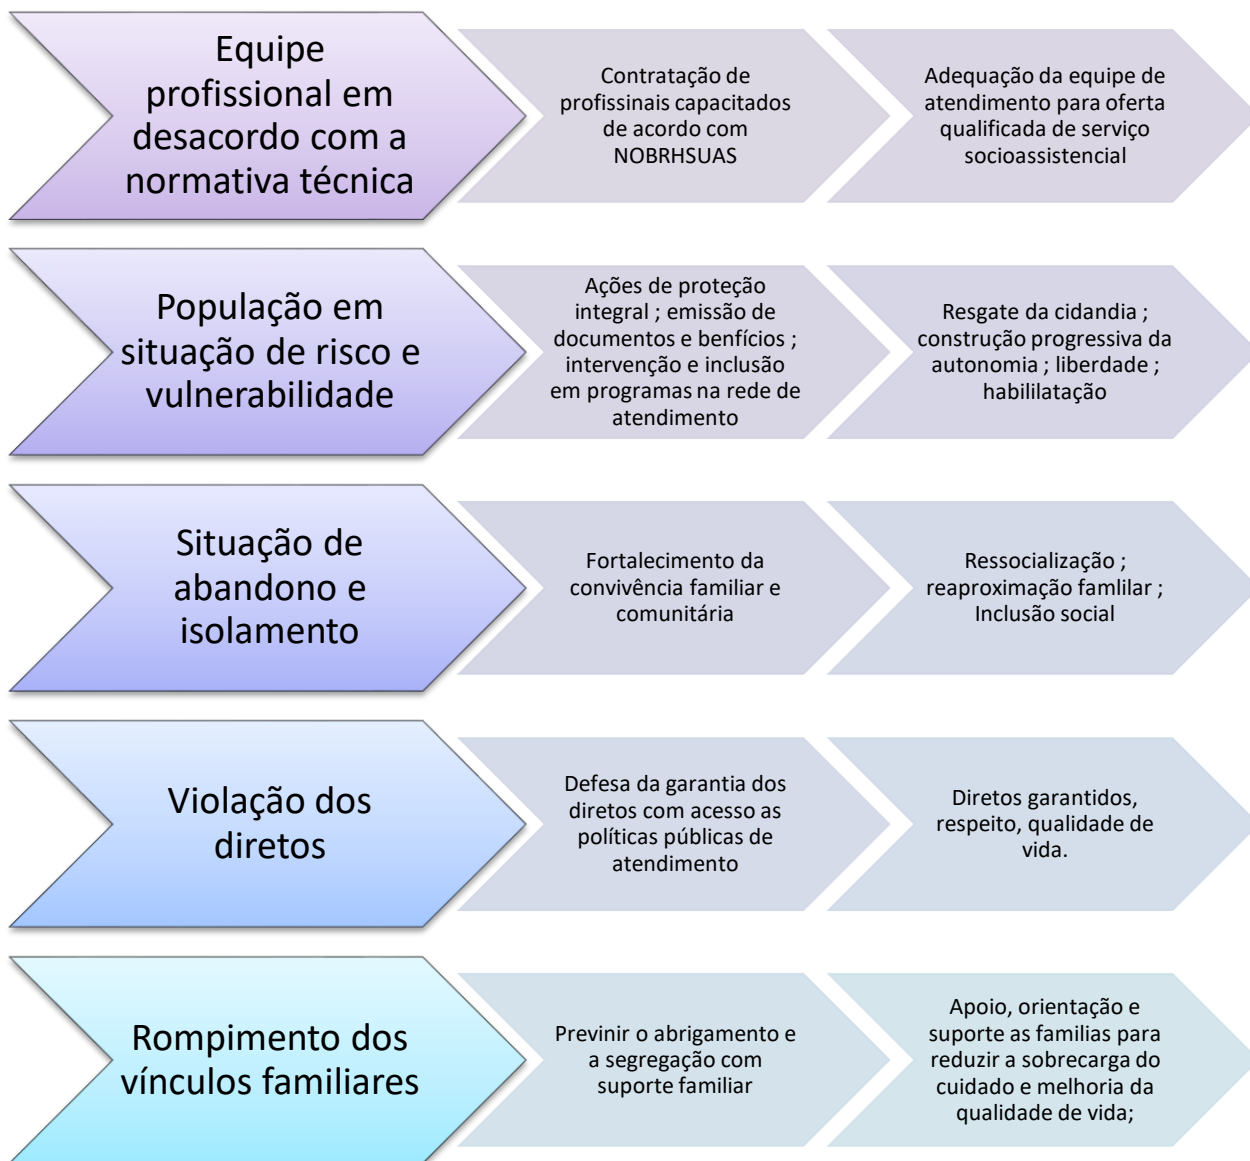 Equipe
profissional em
desacordo com a
normativa técnica
Contratação de
profissinais capacitados
de acordo com
NOBRHSUAS
Adequação da equipe de
atendimento para oferta
qualificada de serviço
socioassistencial
População em
situação de risco e
vulnerabilidade
Ações de proteção
integral ; emissão de
documentos e benfícios ;
intervenção e inclusão
em programas na rede de
atendimento
Resgate da cidandia ;
construção progressiva da
autonomia ; liberdade ;
habililatação
Situação de
abandono e
isolamento
Fortalecimento da
convivência familiar e
comunitária
Ressocialização ;
reaproximação famlilar ;
Inclusão social
Violação dos
diretos
Defesa da garantia dos
diretos com acesso as
políticas públicas de
atendimento
Diretos garantidos,
respeito, qualidade de
vida.
Rompimento dos
vínculos familiares
Previnir o abrigamento e
a segregação com
suporte familiar
Apoio, orientação e
suporte as familias para
reduzir a sobrecarga do
cuidado e melhoria da
qualidade de vida;